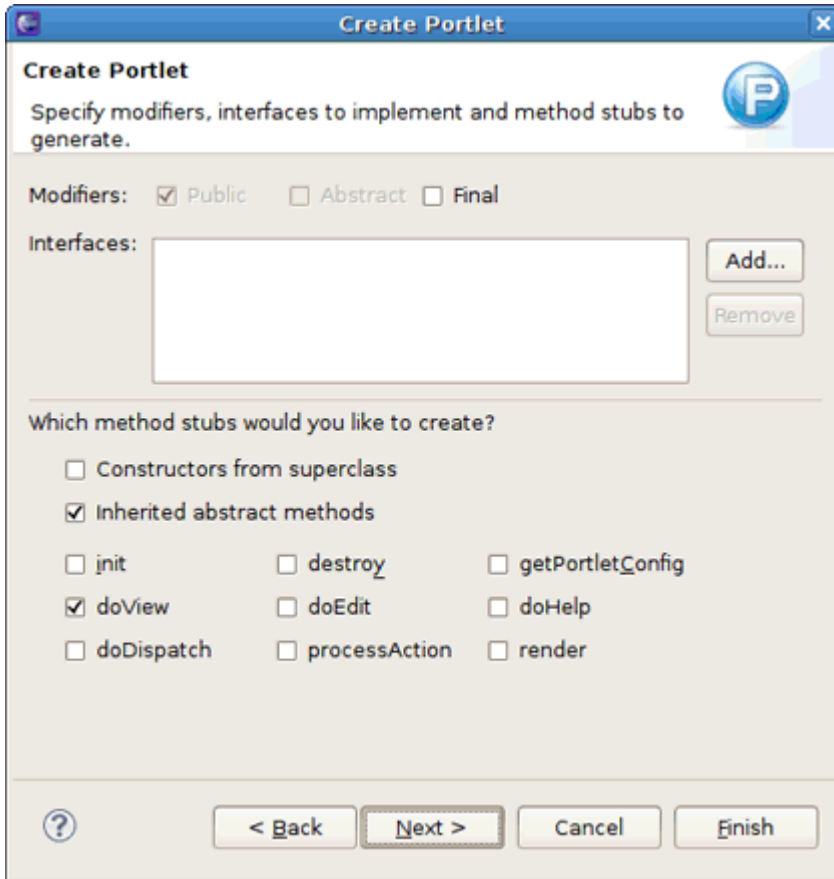 Create Portlet
Create Portlet
Specify modifiers, interfaces to implement and method stubs to
generate.
Modifiers: Public Abstract Final
Interfaces:
Add...
Remove
Which method stubs would you like to create?
Constructors from superclass
Inherited abstract methods
init destroy getPortletConfig
doView doEdit doHelp
doDispatch processAction render
? < Back Next > Cancel Finish